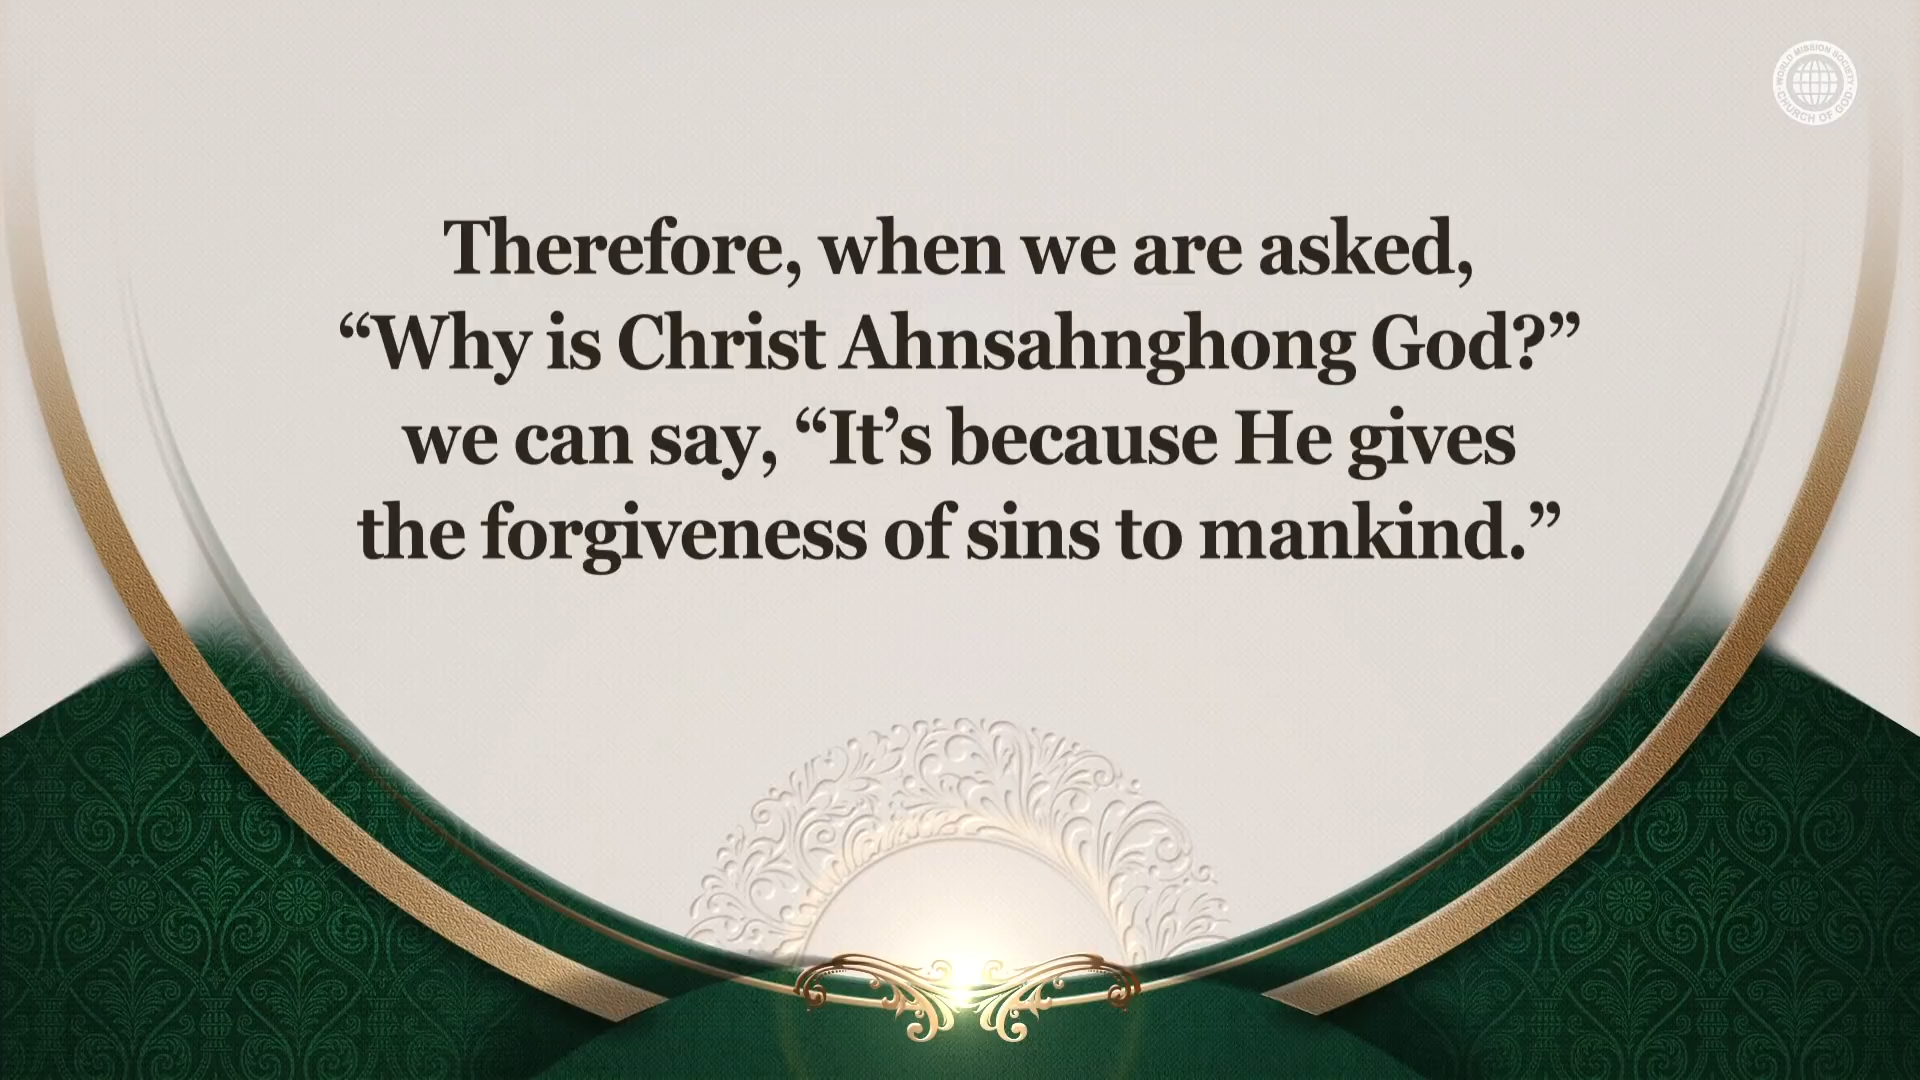 WORLD MISSION SOCIETY
CHURCH OF GOD
Therefore, when we are asked,
“Why is Christ Ahnsahnghong God?”
we can say, “It’s because He gives
the forgiveness of sins to mankind.”